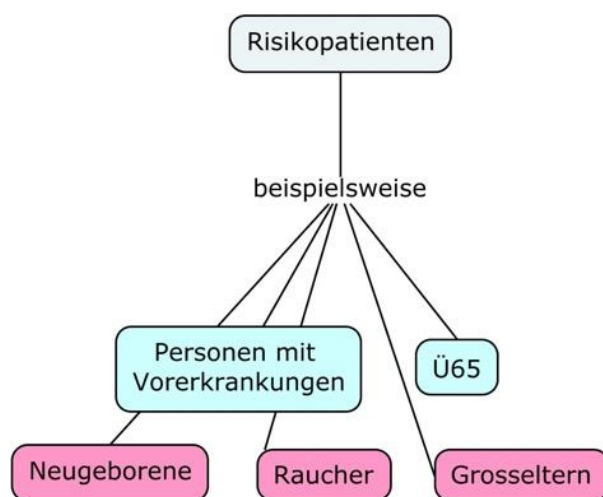 Risikopatienten
beispielsweise
Personen mit
Vorerkrankungen
Ü65
Neugeborene
Raucher
Grosseltern